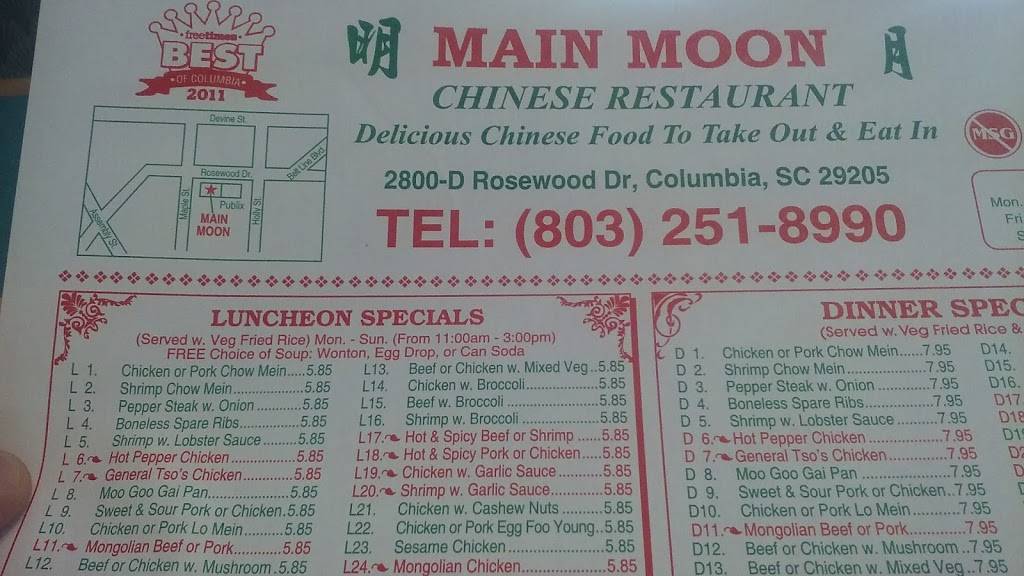 freetimes
BEST
OF COLUMBIA
2011
明 MAIN MOON 月
CHINESE RESTAURANT
Delicious Chinese Food To Take Out & Eat In
MSG
2800-D Rosewood Dr, Columbia, SC 29205
TEL: (803) 251-8990
Mon.
Fri
S
Devine St.
Belt Line Blvd.
Rosewood Dr.
Publix
Maple St.
Holly St.
Assembly St.
MAIN
MOON
LUNCHEON SPECIALS
(Served w. Veg Fried Rice) Mon. - Sun. (From 11:00am - 3:00pm)
FREE Choice of Soup: Wonton, Egg Drop, or Can Soda
L 1. Chicken or Pork Chow Mein.....5.85
L 2. Shrimp Chow Mein................5.85
L 3. Pepper Steak w. Onion............5.85
L 4. Boneless Spare Ribs..............5.85
L 5. Shrimp w. Lobster Sauce.........5.85
L 6. Hot Pepper Chicken...............5.85
L 7. General Tso's Chicken............5.85
L 8. Moo Goo Gai Pan.................5.85
L 9. Sweet & Sour Pork or Chicken.5.85
L10. Chicken or Pork Lo Mein........5.85
L11. Mongolian Beef or Pork..........5.85
L12. Beef or Chicken w. Mushroom.5.85
L13. Beef or Chicken w. Mixed Veg..5.85
L14. Chicken w. Broccoli...............5.85
L15. Beef w. Broccoli...................5.85
L16. Shrimp w. Broccoli................5.85
L17. Hot & Spicy Beef or Shrimp.....5.85
L18. Hot & Spicy Pork or Chicken....5.85
L19. Chicken w. Garlic Sauce.........5.85
L20. Shrimp w. Garlic Sauce..........5.85
L21. Chicken w. Cashew Nuts........5.85
L22. Chicken or Pork Egg Foo Young..5.85
L23. Sesame Chicken..................5.85
L24. Mongolian Chicken...............5.85
DINNER SPEC
(Served w. Veg Fried Rice &
D 1. Chicken or Pork Chow Mein......7.95
D 2. Shrimp Chow Mein...............7.95
D 3. Pepper Steak w. Onion...........7.95
D 4. Boneless Spare Ribs.............7.95
D 5. Shrimp w. Lobster Sauce........7.95
D 6. Hot Pepper Chicken..............7.95
D 7. General Tso's Chicken...........7.95
D 8. Moo Goo Gai Pan................7.95
D 9. Sweet & Sour Pork or Chicken..7.95
D10. Chicken or Pork Lo Mein.......7.95
D11. Mongolian Beef or Pork.........7.95
D12. Beef or Chicken w. Mushroom..7.95
D13. Beef or Chicken w. Mixed Veg..7.95
D14.
D15.
D16.
D17.
D18
D19